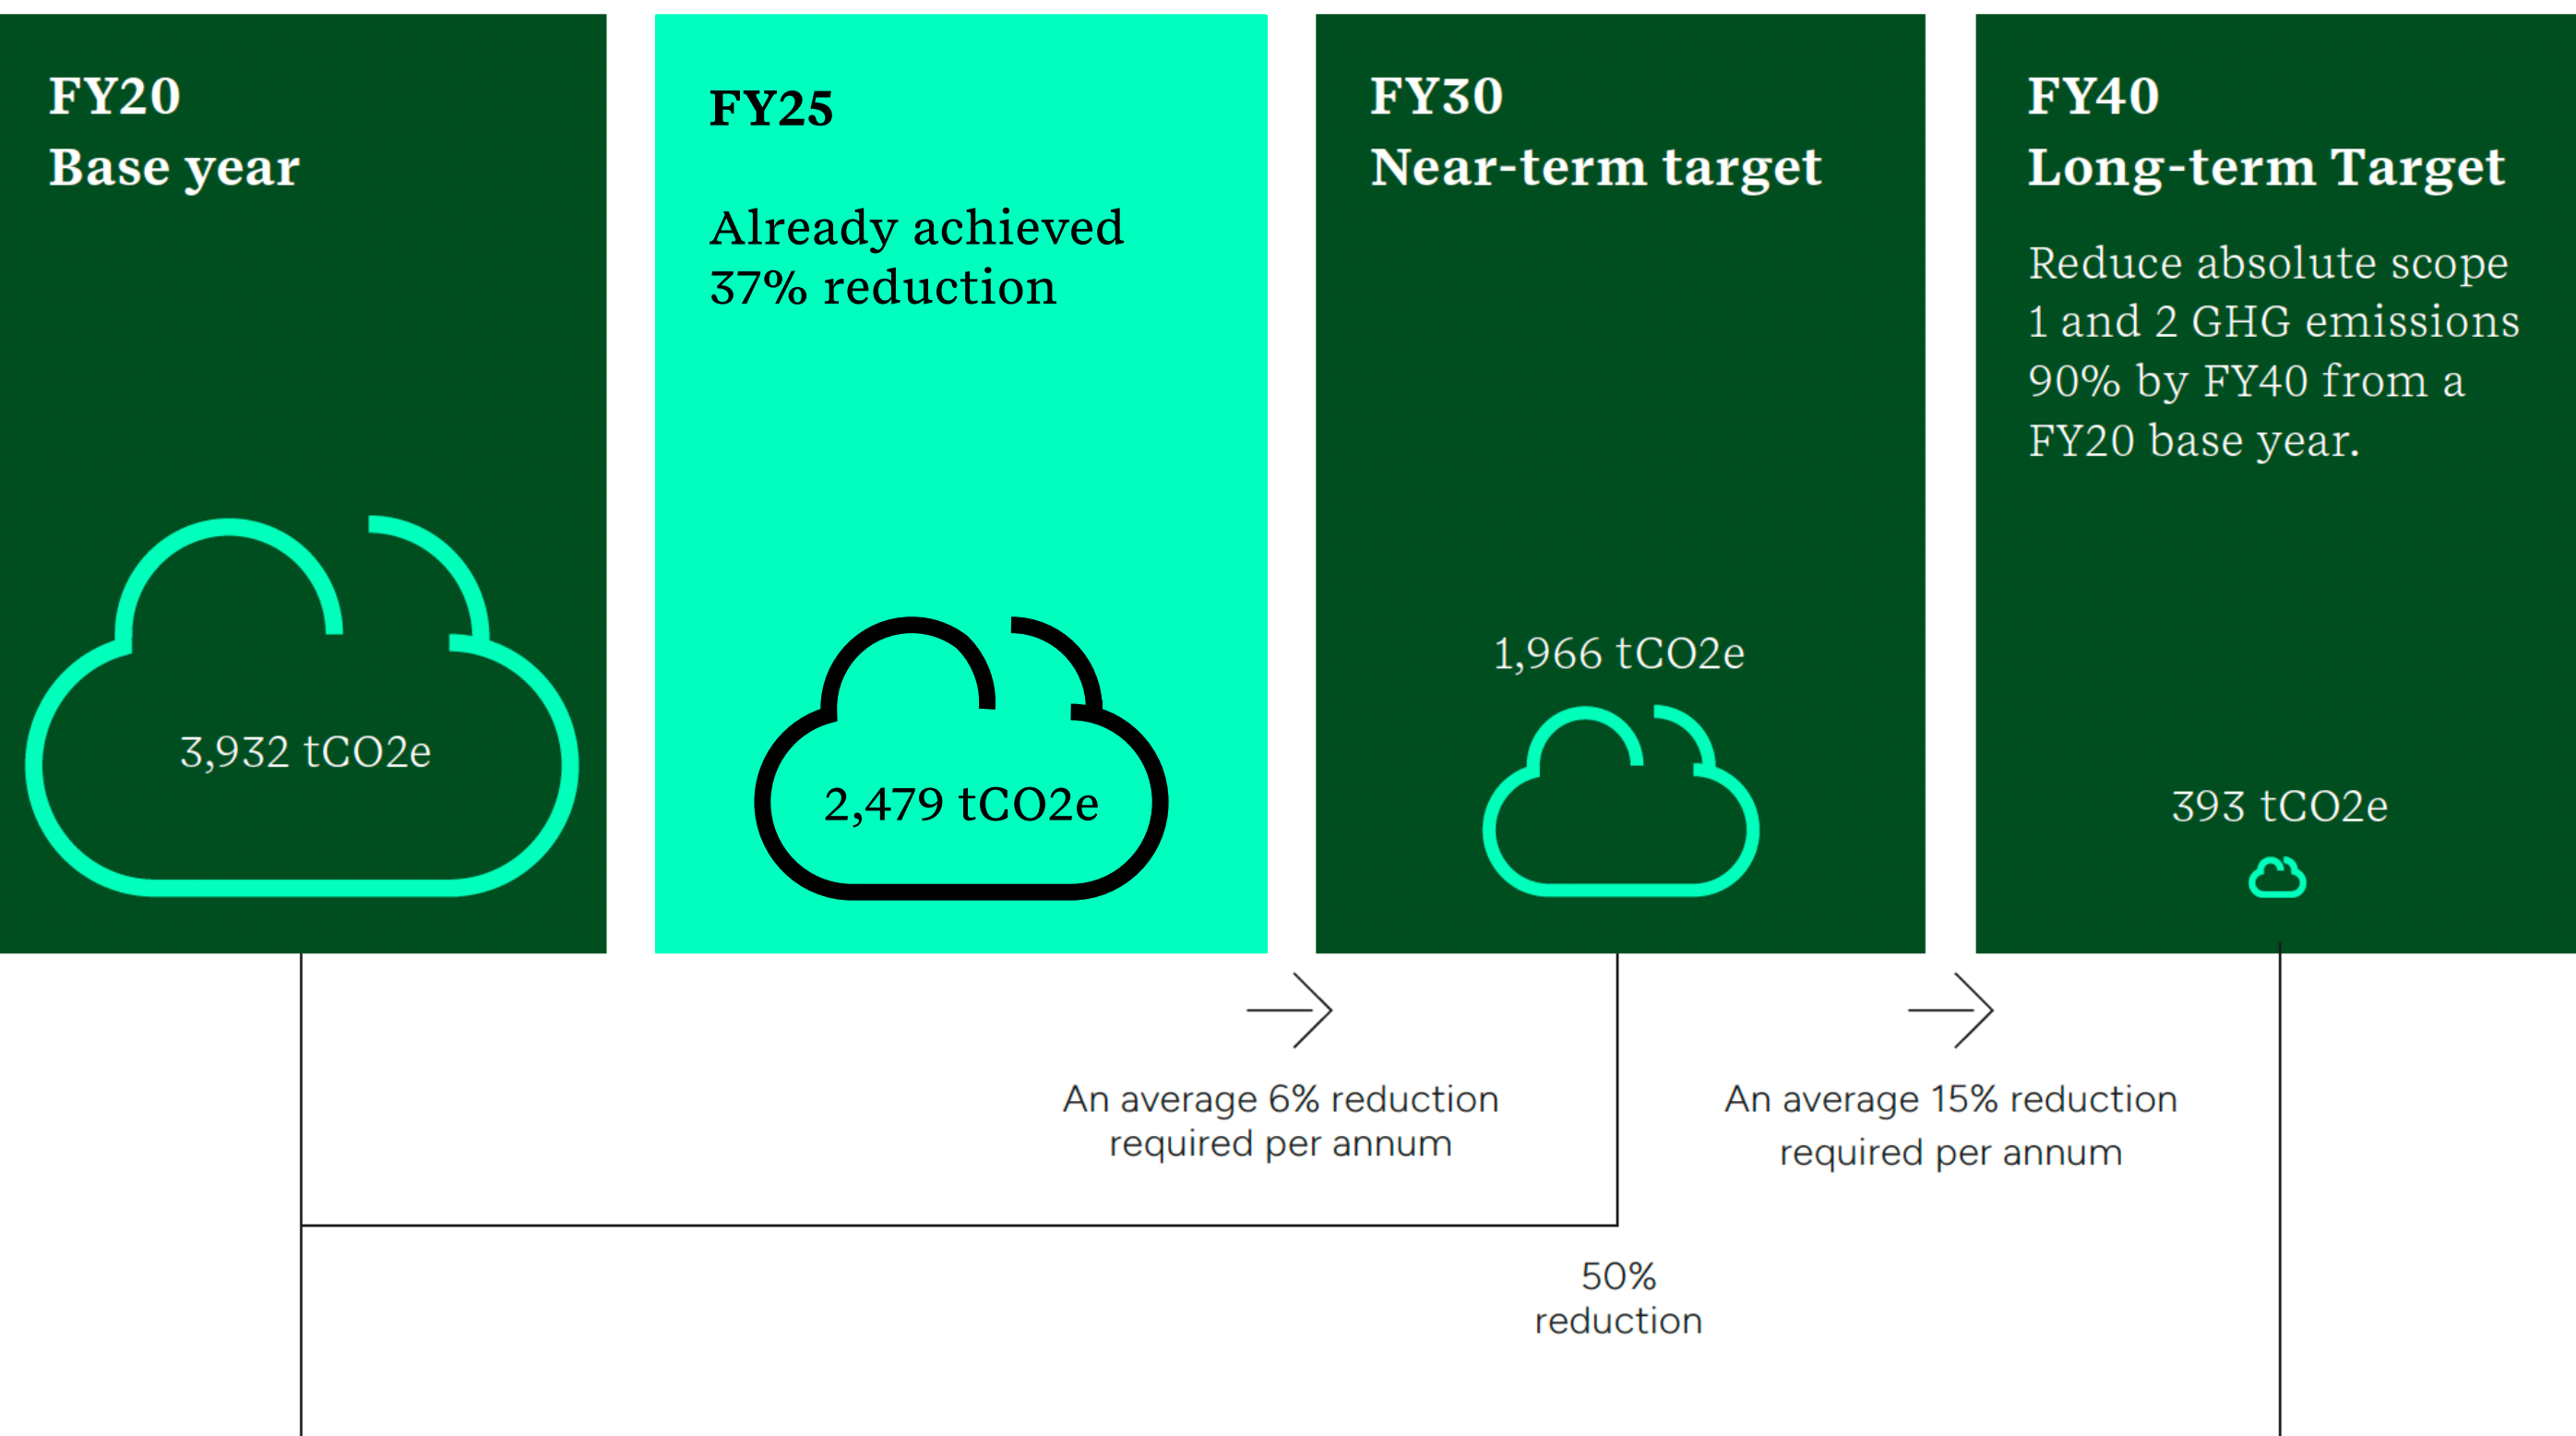 FY20
Base year
3,932 tCO2e
FY25
Already achieved
37% reduction
2,479 tCO2e
FY30
Near-term target
1,966 tCO2e
FY40
Long-term Target
Reduce absolute scope
1 and 2 GHG emissions
90% by FY40 from a
FY20 base year.
393 tCO2e
An average 6% reduction
required per annum
An average 15% reduction
required per annum
50%
reduction